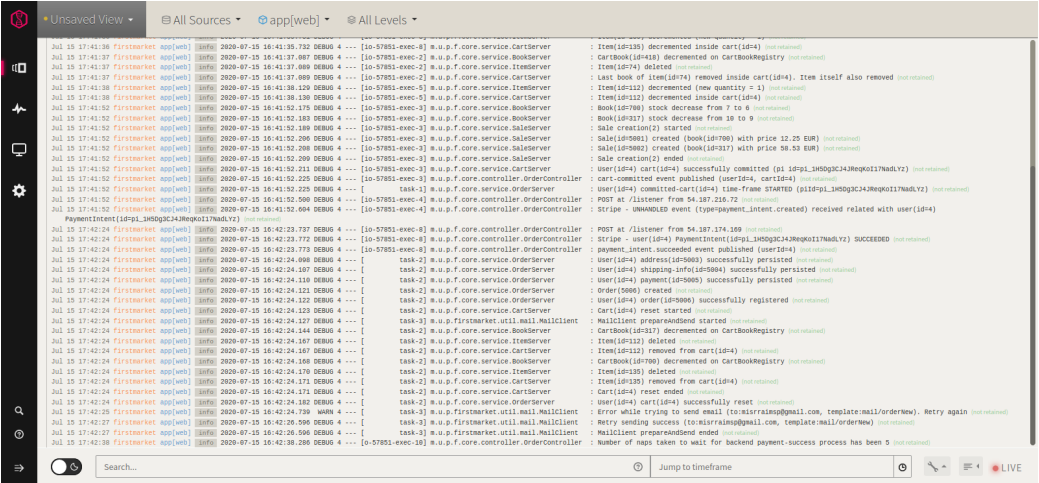 * Unsaved View
All Sources
app[web]
All Levels
Jul 15 17:41:36 firstmarket app[web] info 2020-07-15 16:41:35.732 DEBUG 4 --- [io-57851-exec-8] m.u.p.f.core.service.CartServer : Item(id=135) decremented inside cart(id=4) (not retained)
Jul 15 17:41:37 firstmarket app[web] info 2020-07-15 16:41:37.087 DEBUG 4 --- [io-57851-exec-2] m.u.p.f.core.service.BookServer : CartBook(id=418) decremented on CartBookRegistry (not retained)
Jul 15 17:41:37 firstmarket app[web] info 2020-07-15 16:41:37.089 DEBUG 4 --- [io-57851-exec-2] m.u.p.f.core.service.ItemServer : Item(id=74) deleted (not retained)
Jul 15 17:41:37 firstmarket app[web] info 2020-07-15 16:41:37.089 DEBUG 4 --- [io-57851-exec-2] m.u.p.f.core.service.CartServer : Last book of item(id=74) removed inside cart(id=4). Item itself also removed (not retained)
Jul 15 17:41:38 firstmarket app[web] info 2020-07-15 16:41:38.129 DEBUG 4 --- [io-57851-exec-5] m.u.p.f.core.service.ItemServer : Item(id=112) decremented (new quantity = 1) (not retained)
Jul 15 17:41:38 firstmarket app[web] info 2020-07-15 16:41:38.130 DEBUG 4 --- [io-57851-exec-5] m.u.p.f.core.service.CartServer : Item(id=112) decremented inside cart(id=4) (not retained)
Jul 15 17:41:52 firstmarket app[web] info 2020-07-15 16:41:52.175 DEBUG 4 --- [io-57851-exec-3] m.u.p.f.core.service.BookServer : Book(id=700) stock decrease from 7 to 6 (not retained)
Jul 15 17:41:52 firstmarket app[web] info 2020-07-15 16:41:52.183 DEBUG 4 --- [io-57851-exec-3] m.u.p.f.core.service.BookServer : Book(id=317) stock decrease from 10 to 9 (not retained)
Jul 15 17:41:52 firstmarket app[web] info 2020-07-15 16:41:52.189 DEBUG 4 --- [io-57851-exec-3] m.u.p.f.core.service.SaleServer : Sale creation(2) started (not retained)
Jul 15 17:41:52 firstmarket app[web] info 2020-07-15 16:41:52.206 DEBUG 4 --- [io-57851-exec-3] m.u.p.f.core.service.SaleServer : Sale(id=5001) created (book(id=700) with price 12.25 EUR) (not retained)
Jul 15 17:41:52 firstmarket app[web] info 2020-07-15 16:41:52.208 DEBUG 4 --- [io-57851-exec-3] m.u.p.f.core.service.SaleServer : Sale(id=5002) created (book(id=317) with price 58.53 EUR) (not retained)
Jul 15 17:41:52 firstmarket app[web] info 2020-07-15 16:41:52.209 DEBUG 4 --- [io-57851-exec-3] m.u.p.f.core.service.SaleServer : Sale creation(2) ended (not retained)
Jul 15 17:41:52 firstmarket app[web] info 2020-07-15 16:41:52.211 DEBUG 4 --- [io-57851-exec-3] m.u.p.f.core.service.CartServer : User(id=4) cart(id=4) successfully committed (pi id=pi_1H5Dg3CJ4JReqKoI17NadLYz) (not retained)
Jul 15 17:41:52 firstmarket app[web] info 2020-07-15 16:41:52.225 DEBUG 4 --- [io-57851-exec-3] m.u.p.f.core.controller.OrderController : cart-committed event published (userId=4, cartId=4) (not retained)
Jul 15 17:41:52 firstmarket app[web] info 2020-07-15 16:41:52.225 DEBUG 4 --- [ task-1] m.u.p.f.core.service.OrderServer : User(id=4) committed-cart(id=4) time-frame STARTED (piId=pi_1H5Dg3CJ4JReqKoI17NadLYz) (not retained)
Jul 15 17:41:52 firstmarket app[web] info 2020-07-15 16:41:52.500 DEBUG 4 --- [io-57851-exec-4] m.u.p.f.core.controller.OrderController : POST at /listener from 54.187.216.72 (not retained)
Jul 15 17:41:52 firstmarket app[web] info 2020-07-15 16:41:52.604 DEBUG 4 --- [io-57851-exec-4] m.u.p.f.core.controller.OrderController : Stripe - UNHANDLED event (type=payment_intent.created) received related with user(id=4)
PaymentIntent(id=pi_1H5Dg3CJ4JReqKoI17NadLYz) (not retained)
Jul 15 17:42:24 firstmarket app[web] info 2020-07-15 16:42:23.737 DEBUG 4 --- [io-57851-exec-8] m.u.p.f.core.controller.OrderController : POST at /listener from 54.187.174.169 (not retained)
Jul 15 17:42:24 firstmarket app[web] info 2020-07-15 16:42:23.772 DEBUG 4 --- [io-57851-exec-8] m.u.p.f.core.controller.OrderController : Stripe - user(id=4) PaymentIntent(id=pi_1H5Dg3CJ4JReqKoI17NadLYz) SUCCEEDED (not retained)
Jul 15 17:42:24 firstmarket app[web] info 2020-07-15 16:42:23.773 DEBUG 4 --- [io-57851-exec-8] m.u.p.f.core.controller.OrderController : payment_intent.succeeded event published (userId=4) (not retained)
Jul 15 17:42:24 firstmarket app[web] info 2020-07-15 16:42:24.098 DEBUG 4 --- [ task-2] m.u.p.f.core.service.OrderServer : User(id=4) address(id=5003) successfully persisted (not retained)
Jul 15 17:42:24 firstmarket app[web] info 2020-07-15 16:42:24.107 DEBUG 4 --- [ task-2] m.u.p.f.core.service.OrderServer : User(id=4) shipping-info(id=5004) successfully persisted (not retained)
Jul 15 17:42:24 firstmarket app[web] info 2020-07-15 16:42:24.110 DEBUG 4 --- [ task-2] m.u.p.f.core.service.OrderServer : User(id=4) payment(id=5005) successfully persisted (not retained)
Jul 15 17:42:24 firstmarket app[web] info 2020-07-15 16:42:24.121 DEBUG 4 --- [ task-2] m.u.p.f.core.service.OrderServer : Order(5006) created (not retained)
Jul 15 17:42:24 firstmarket app[web] info 2020-07-15 16:42:24.122 DEBUG 4 --- [ task-2] m.u.p.f.core.service.OrderServer : User(id=4) order(id=5006) successfully registered (not retained)
Jul 15 17:42:24 firstmarket app[web] info 2020-07-15 16:42:24.123 DEBUG 4 --- [ task-2] m.u.p.f.core.service.CartServer : Cart(id=4) reset started (not retained)
Jul 15 17:42:24 firstmarket app[web] info 2020-07-15 16:42:24.127 DEBUG 4 --- [ task-3] m.u.p.firstmarket.util.mail.MailClient : MailClient prepareAndSend started (not retained)
Jul 15 17:42:24 firstmarket app[web] info 2020-07-15 16:42:24.144 DEBUG 4 --- [ task-2] m.u.p.f.core.service.BookServer : CartBook(id=317) decremented on CartBookRegistry (not retained)
Jul 15 17:42:24 firstmarket app[web] info 2020-07-15 16:42:24.167 DEBUG 4 --- [ task-2] m.u.p.f.core.service.ItemServer : Item(id=112) deleted (not retained)
Jul 15 17:42:24 firstmarket app[web] info 2020-07-15 16:42:24.167 DEBUG 4 --- [ task-2] m.u.p.f.core.service.CartServer : Item(id=112) removed from cart(id=4) (not retained)
Jul 15 17:42:24 firstmarket app[web] info 2020-07-15 16:42:24.168 DEBUG 4 --- [ task-2] m.u.p.f.core.service.BookServer : CartBook(id=700) decremented on CartBookRegistry (not retained)
Jul 15 17:42:24 firstmarket app[web] info 2020-07-15 16:42:24.170 DEBUG 4 --- [ task-2] m.u.p.f.core.service.ItemServer : Item(id=135) deleted (not retained)
Jul 15 17:42:24 firstmarket app[web] info 2020-07-15 16:42:24.171 DEBUG 4 --- [ task-2] m.u.p.f.core.service.CartServer : Item(id=135) removed from cart(id=4) (not retained)
Jul 15 17:42:24 firstmarket app[web] info 2020-07-15 16:42:24.171 DEBUG 4 --- [ task-2] m.u.p.f.core.service.CartServer : Cart(id=4) reset ended (not retained)
Jul 15 17:42:24 firstmarket app[web] info 2020-07-15 16:42:24.182 DEBUG 4 --- [ task-2] m.u.p.f.core.service.OrderServer : User(id=4) cart(id=4) successfully reset (not retained)
Jul 15 17:42:25 firstmarket app[web] info 2020-07-15 16:42:24.739 WARN 4 --- [ task-3] m.u.p.firstmarket.util.mail.MailClient : Error while trying to send email (to:misrraimsp@gmail.com, template:mail/orderNew). Retry again (not retained)
Jul 15 17:42:27 firstmarket app[web] info 2020-07-15 16:42:26.596 DEBUG 4 --- [ task-3] m.u.p.firstmarket.util.mail.MailClient : Retry sending success (to:misrraimsp@gmail.com, template:mail/orderNew) (not retained)
Jul 15 17:42:27 firstmarket app[web] info 2020-07-15 16:42:26.596 DEBUG 4 --- [ task-3] m.u.p.firstmarket.util.mail.MailClient : MailClient prepareAndSend ended (not retained)
Jul 15 17:42:38 firstmarket app[web] info 2020-07-15 16:42:38.286 DEBUG 4 --- [o-57851-exec-10] m.u.p.f.core.controller.OrderController : Number of naps taken to wait for backend payment-success process has been 5 (not retained)
Search...
Jump to timeframe
LIVE